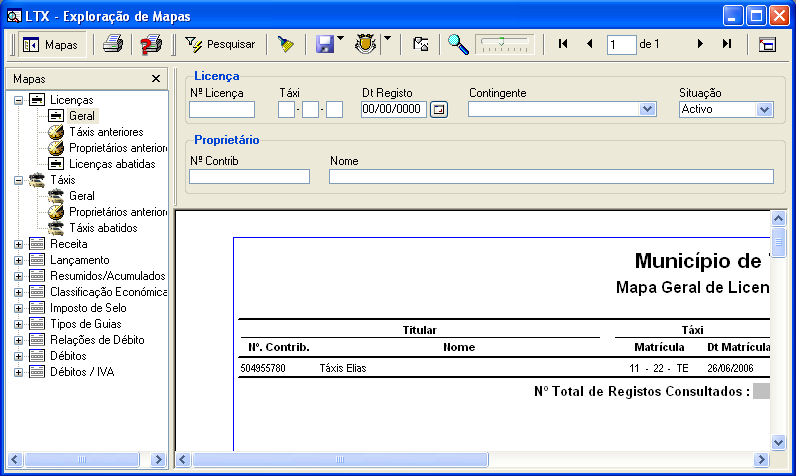 LTX - Exploração de Mapas
Mapas
Pesquisar
1 de 1
Mapas
Licenças
Geral
Táxis anteriores
Proprietários anterior
Licenças abatidas
Táxis
Geral
Proprietários anterior
Táxis abatidos
Receita
Lançamento
Resumidos/Acumulados
Classificação Económica
Imposto de Selo
Tipos de Guias
Relações de Débito
Débitos
Débitos / IVA
Licença
Nº Licença Táxi Dt Registo Contingente Situação
- - 00/00/0000 Activo
Proprietário
Nº Contrib Nome
Município de
Mapa Geral de Licen
Titular Táxi
Nº. Contrib. Nome Matrícula Dt Matrícula
504955780 Táxis Elias 11 - 22 - TE 26/06/2006
Nº Total de Registos Consultados :